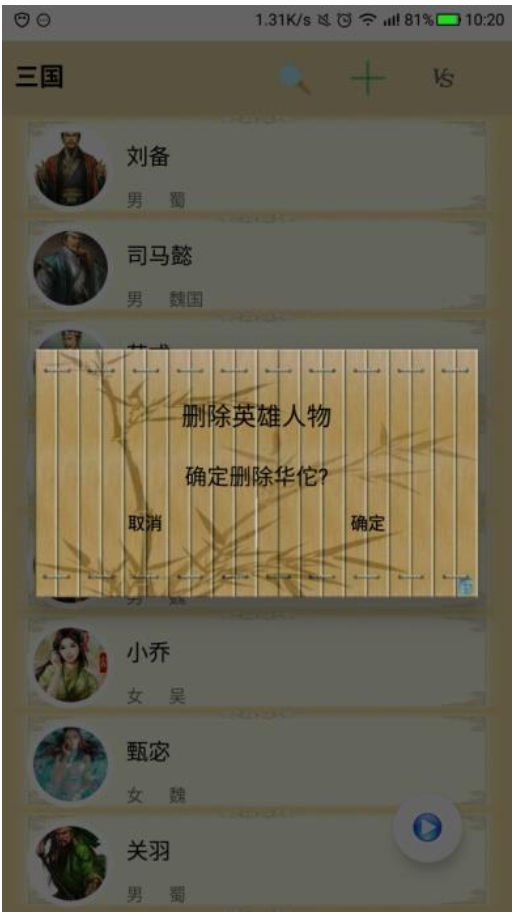 1.31K/s 81% 10:20
三国 VS
刘备
男 蜀
司马懿
男 魏国
删除英雄人物
确定删除华佗?
取消 确定
男 魏
小乔
女 吴
甄宓
女 魏
关羽
男 蜀